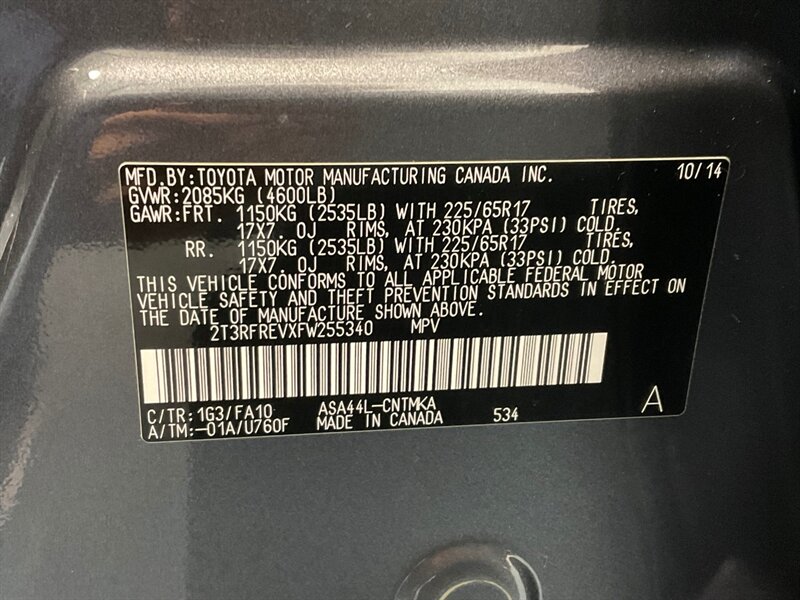 MFD.BY:TOYOTA MOTOR MANUFACTURING CANADA INC. 10/14
GVWR:2085KG (4600LB)
GAWR:FRT. 1150KG (2535LB) WITH 225/65R17 TIRES,
17X7. 0J RIMS, AT 230KPA (33PSI) COLD.
RR. 1150KG (2535LB) WITH 225/65R17 TIRES,
17X7. 0J RIMS, AT 230KPA (33PSI) COLD.
THIS VEHICLE CONFORMS TO ALL APPLICABLE FEDERAL MOTOR
VEHICLE SAFETY AND THEFT PREVENTION STANDARDS IN EFFECT ON
THE DATE OF MANUFACTURE SHOWN ABOVE.
2T3RFREVXFW255340 MPV
C/TR:1G3/FA10 ASA44L-CNTMKA 534 A
A/TM:-01A/U760F MADE IN CANADA